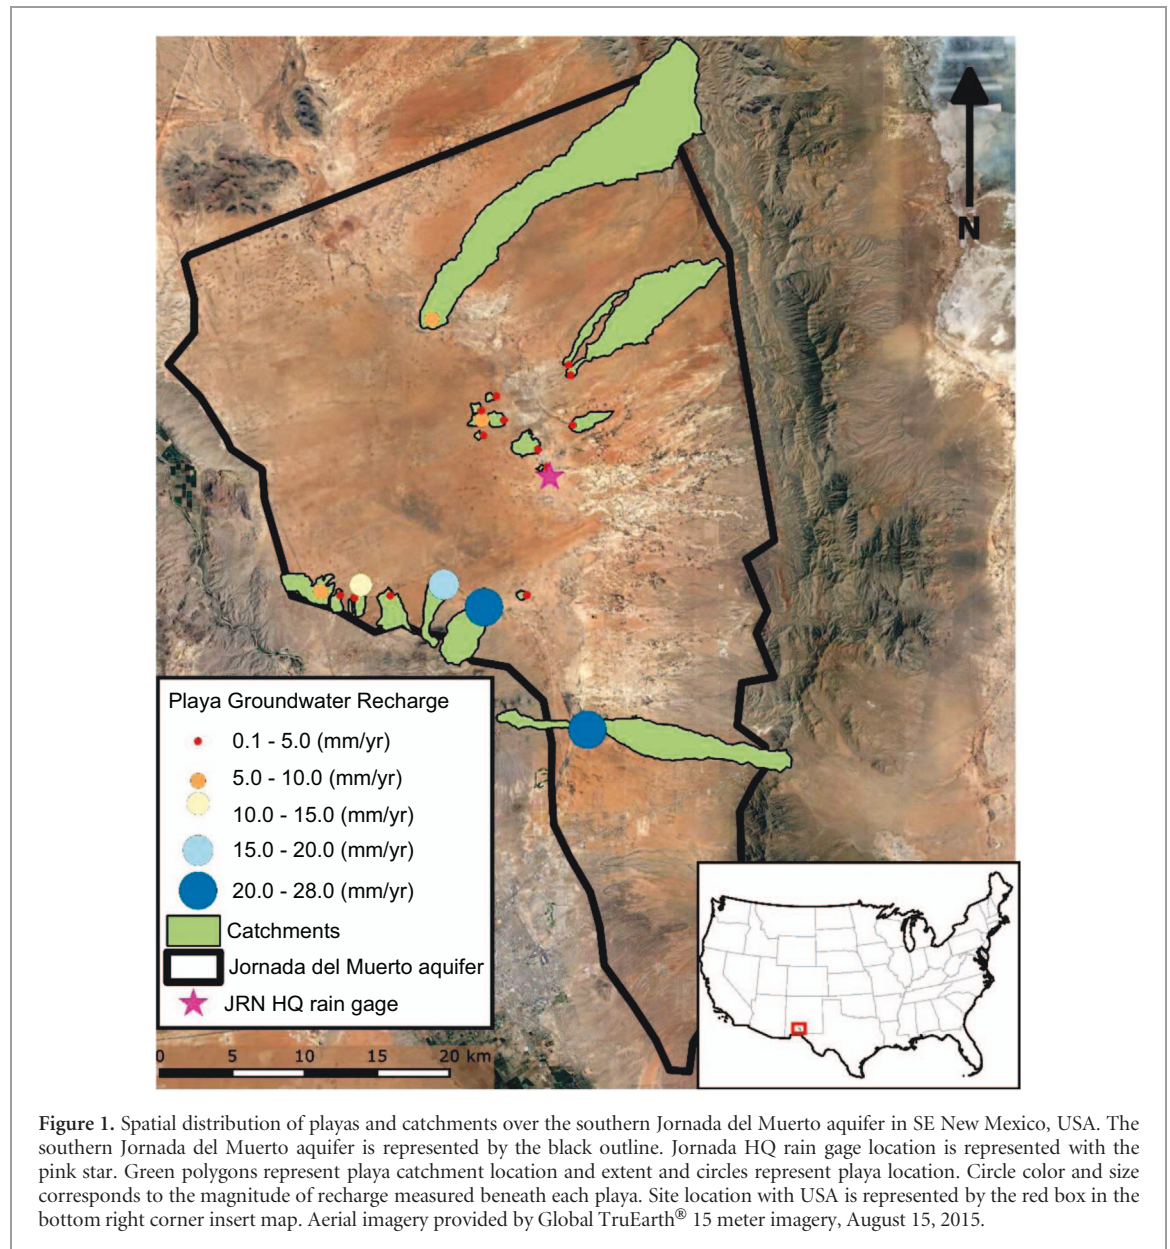 N
Playa Groundwater Recharge
0.1 - 5.0 (mm/yr)
5.0 - 10.0 (mm/yr)
10.0 - 15.0 (mm/yr)
15.0 - 20.0 (mm/yr)
20.0 - 28.0 (mm/yr)
Catchments
Jornada del Muerto aquifer
JRN HQ rain gage
0 5 10 15 20 km
Figure 1. Spatial distribution of playas and catchments over the southern Jornada del Muerto aquifer in SE New Mexico, USA. The
southern Jornada del Muerto aquifer is represented by the black outline. Jornada HQ rain gage location is represented with the
pink star. Green polygons represent playa catchment location and extent and circles represent playa location. Circle color and size
corresponds to the magnitude of recharge measured beneath each playa. Site location with USA is represented by the red box in the
bottom right corner insert map. Aerial imagery provided by Global TruEarth® 15 meter imagery, August 15, 2015.